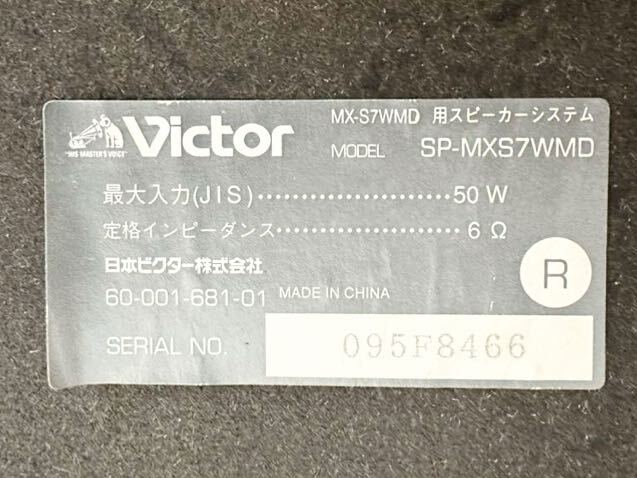 "HIS MASTER'S VOICE"
Victor
MX-S7WMD 用スピーカーシステム
MODEL SP-MXS7WMD
最大入力(JIS)······················50 W
定格インピーダンス·····················6 Ω
日本ビクター株式会社
60-001-681-01 MADE IN CHINA
R
SERIAL NO. 095F8466